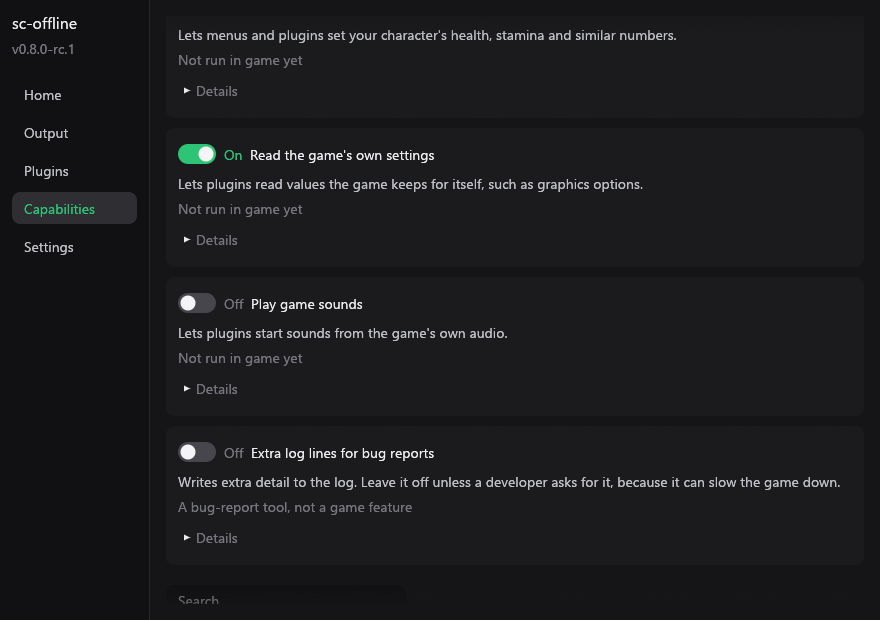 sc-offline
v0.8.0-rc.1
Home
Output
Plugins
Capabilities
Settings
Lets menus and plugins set your character's health, stamina and similar numbers.
Not run in game yet
Details
On Read the game's own settings
Lets plugins read values the game keeps for itself, such as graphics options.
Not run in game yet
Details
Off Play game sounds
Lets plugins start sounds from the game's own audio.
Not run in game yet
Details
Off Extra log lines for bug reports
Writes extra detail to the log. Leave it off unless a developer asks for it, because it can slow the game down.
A bug-report tool, not a game feature
Details
Search